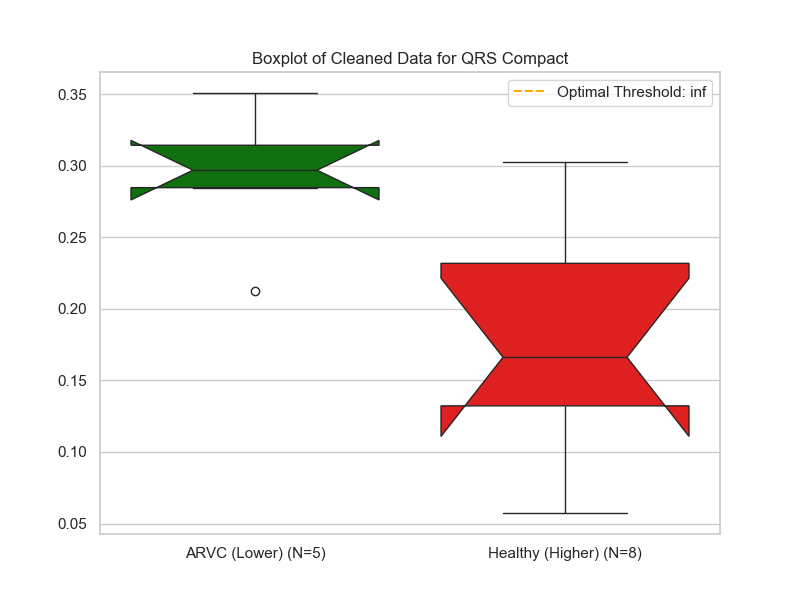 Boxplot of Cleaned Data for QRS Compact
Optimal Threshold: inf
0.35
0.30
0.25
0.20
0.15
0.10
0.05
ARVC (Lower) (N=5)
Healthy (Higher) (N=8)